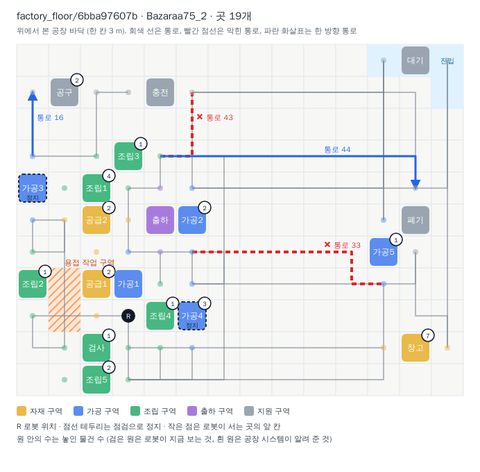 factory_floor/6bba97607b · Bazaraa75_2 · 곳 19개
위에서 본 공장 바닥 (한 칸 3 m). 회색 선은 통로, 빨간 점선은 막힌 통로, 파란 화살표는 한 방향 통로
대기
진입
공구
2
충전
통로 16
× 통로 43
조립3
1
통로 44
가공3
정지
조립1
4
공급2
2
출하
가공2
2
폐기
× 통로 33
가공5
1
용접 작업 구역
조립2
1
공급1
2
가공1
R
조립4
1
가공4
3
정지
검사
1
창고
7
조립5
2
자재 구역
가공 구역
조립 구역
출하 구역
지원 구역
R 로봇 위치 · 점선 테두리는 점검으로 정지 · 작은 점은 로봇이 서는 곳의 앞 칸
원 안의 수는 놓인 물건 수 (검은 원은 로봇이 지금 보는 것, 흰 원은 공장 시스템이 알려 준 것)